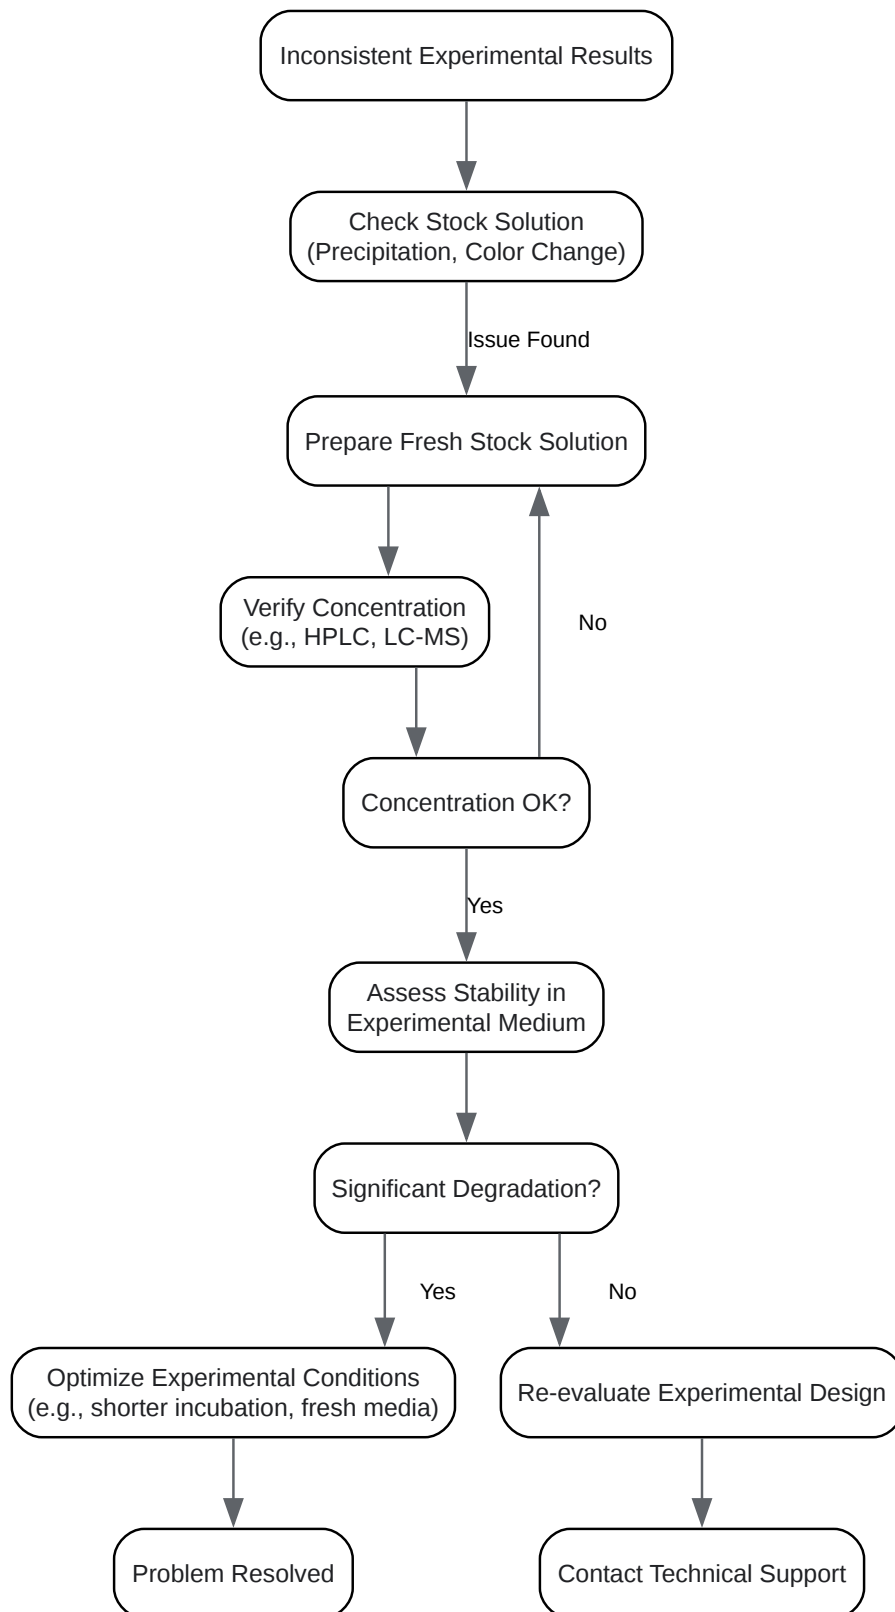 Inconsistent Experimental Results
Check Stock Solution
(Precipitation, Color Change)
Issue Found
Prepare Fresh Stock Solution
Verify Concentration
(e.g., HPLC, LC-MS)
No
Concentration OK?
Yes
Assess Stability in
Experimental Medium
Significant Degradation?
Yes
No
Optimize Experimental Conditions
(e.g., shorter incubation, fresh media)
Re-evaluate Experimental Design
Problem Resolved
Contact Technical Support